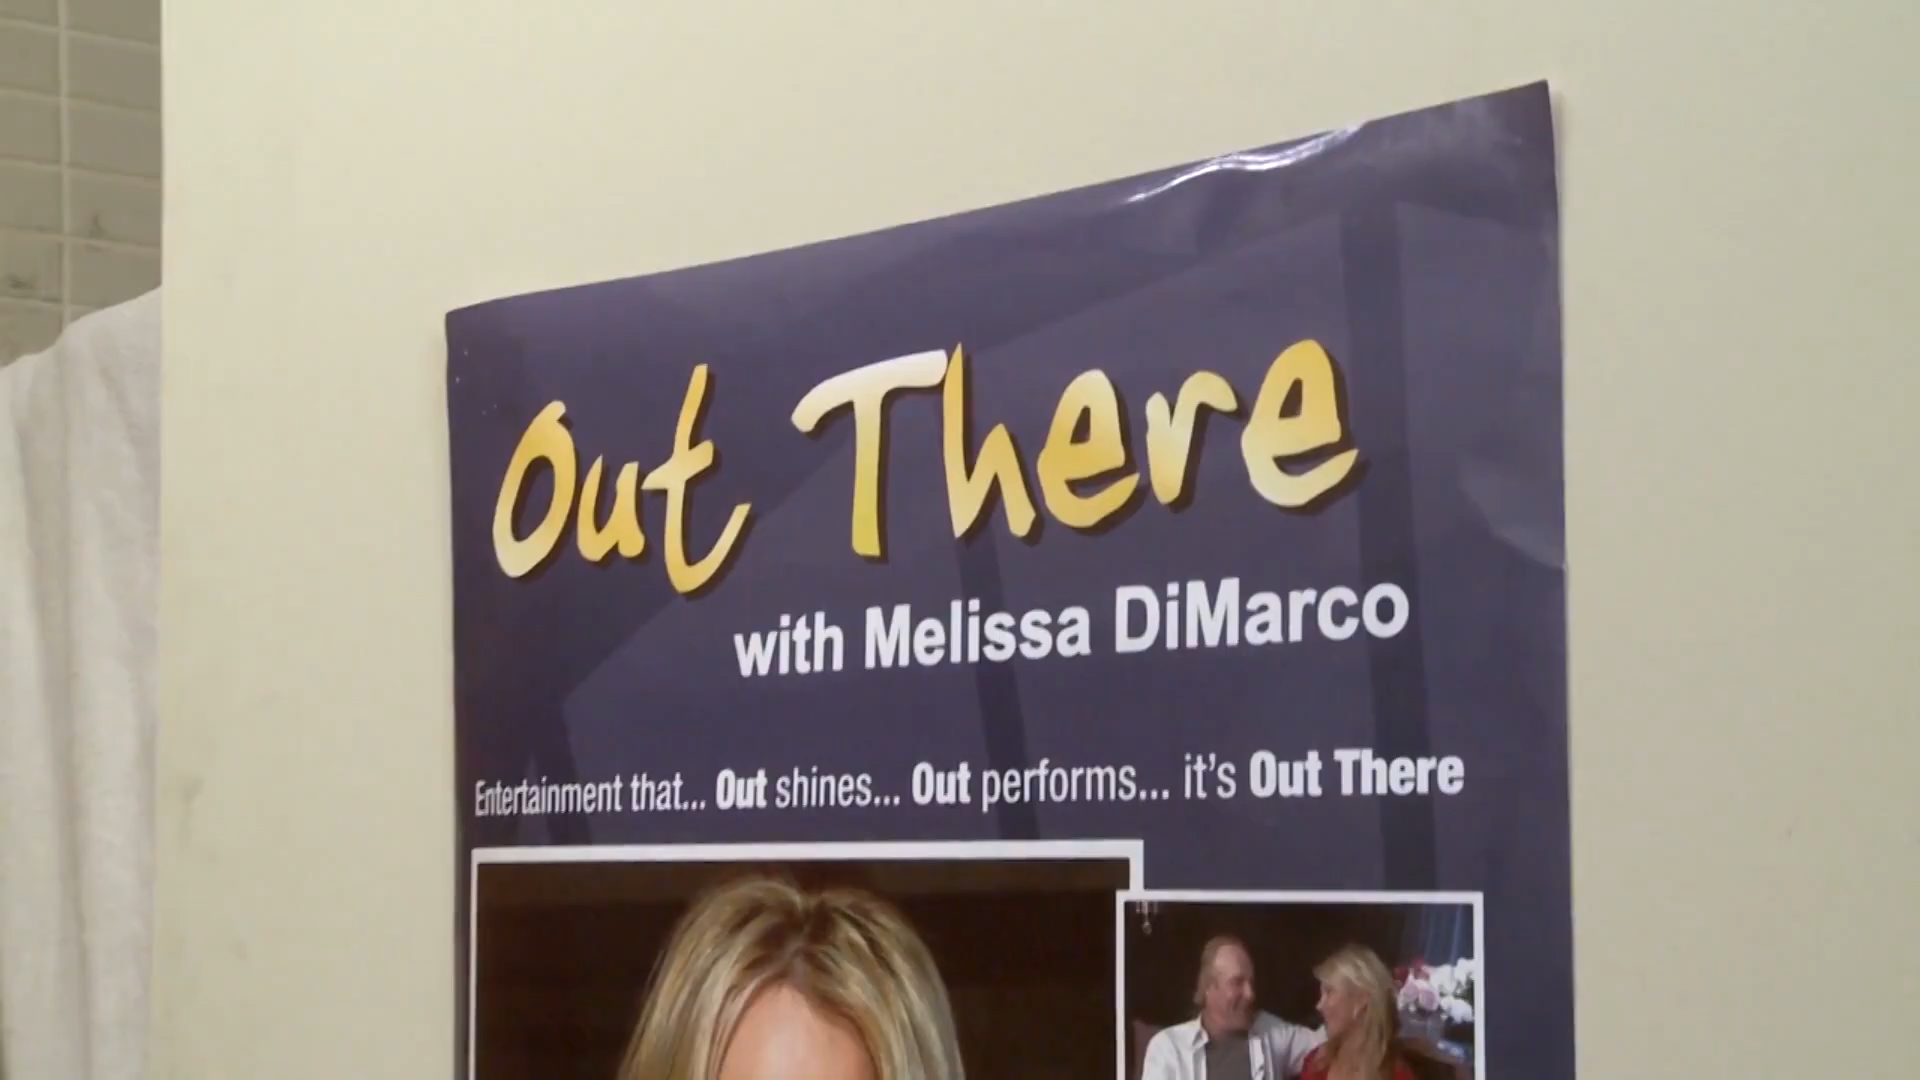 Out There
with Melissa DiMarco
Entertainment that... Out shines... Out performs... it's Out There